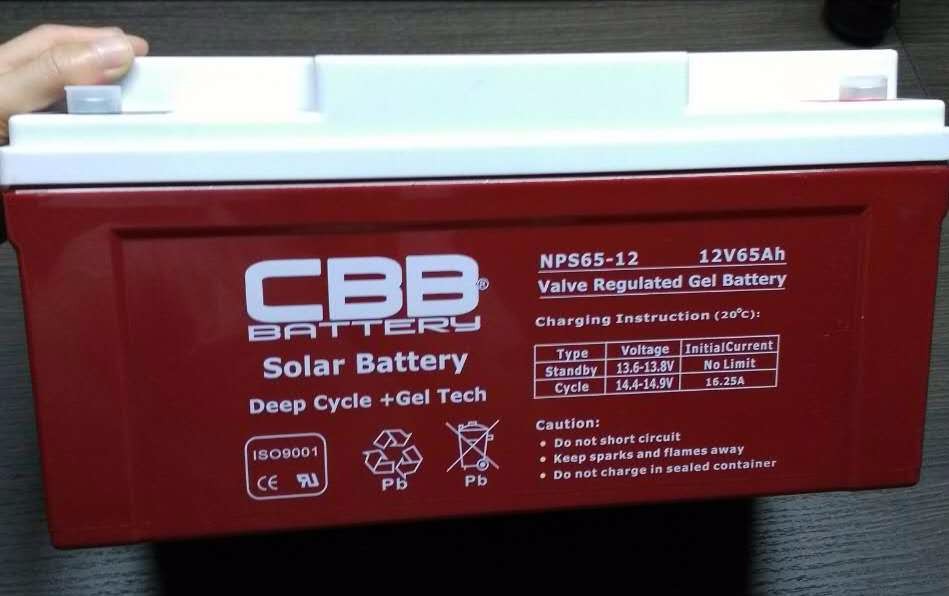 CBB®
BATTERY
Solar Battery
Deep Cycle +Gel Tech
ISO9001
CE
Pb
Pb
NPS65-12 12V65Ah
Valve Regulated Gel Battery
Charging Instruction (20°C):
Type Voltage InitialCurrent
Standby 13.6-13.8V No Limit
Cycle 14.4-14.9V 16.25A
Caution:
• Do not short circuit
• Keep sparks and flames away
• Do not charge in sealed container